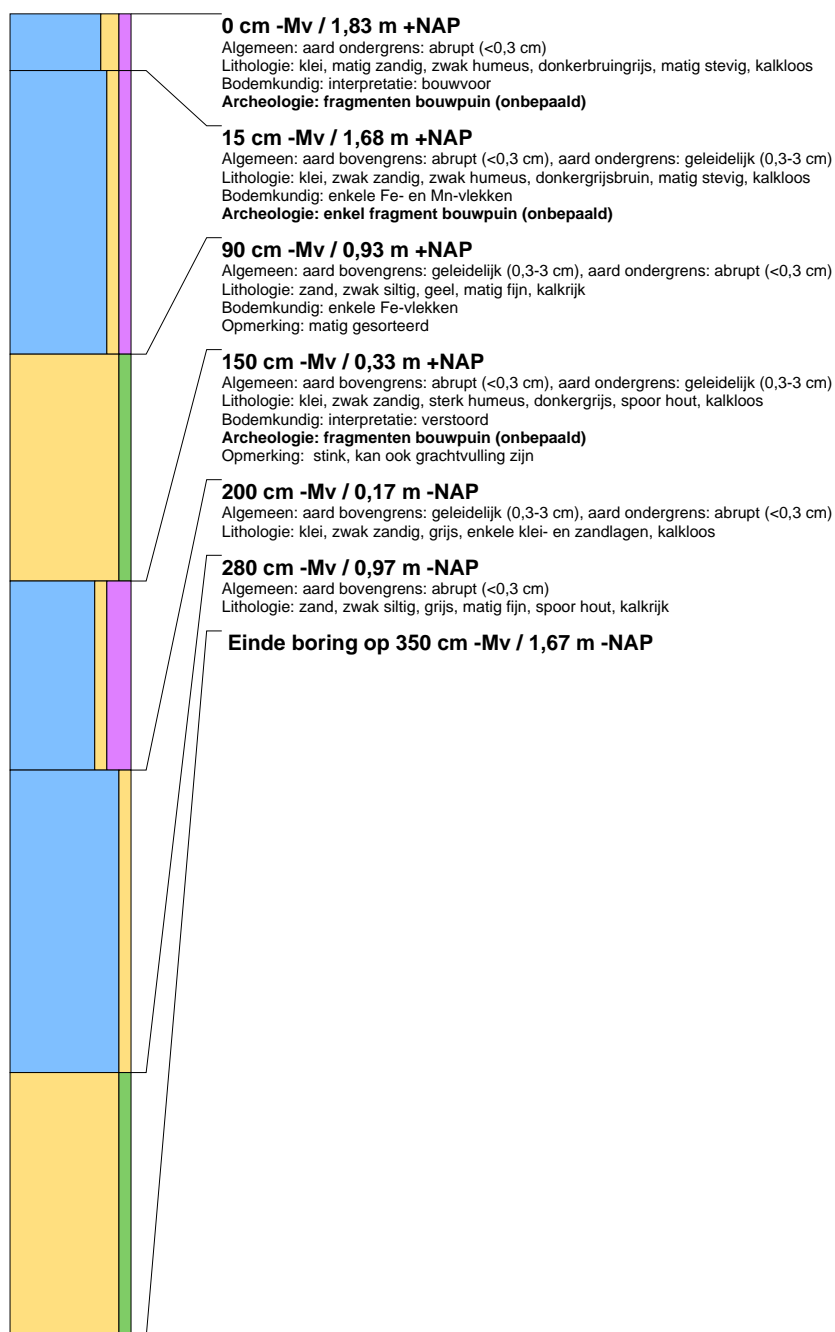 0 cm -Mv / 1,83 m +NAP
Algemeen: aard ondergrens: abrupt (<0,3 cm)
Lithologie: klei, matig zandig, zwak humeus, donkerbruingrijs, matig stevig, kalkloos
Bodemkundig: interpretatie: bouwvoor
Archeologie: fragmenten bouwpuin (onbepaald)
15 cm -Mv / 1,68 m +NAP
Algemeen: aard bovengrens: abrupt (<0,3 cm), aard ondergrens: geleidelijk (0,3-3 cm)
Lithologie: klei, zwak zandig, zwak humeus, donkergrijsbruin, matig stevig, kalkloos
Bodemkundig: enkele Fe- en Mn-vlekken
Archeologie: enkel fragment bouwpuin (onbepaald)
90 cm -Mv / 0,93 m +NAP
Algemeen: aard bovengrens: geleidelijk (0,3-3 cm), aard ondergrens: abrupt (<0,3 cm)
Lithologie: zand, zwak siltig, geel, matig fijn, kalkrijk
Bodemkundig: enkele Fe-vlekken
Opmerking: matig gesorteerd
150 cm -Mv / 0,33 m +NAP
Algemeen: aard bovengrens: abrupt (<0,3 cm), aard ondergrens: geleidelijk (0,3-3 cm)
Lithologie: klei, zwak zandig, sterk humeus, donkergrijs, spoor hout, kalkloos
Bodemkundig: interpretatie: verstoord
Archeologie: fragmenten bouwpuin (onbepaald)
Opmerking: stink, kan ook grachtvulling zijn
200 cm -Mv / 0,17 m -NAP
Algemeen: aard bovengrens: geleidelijk (0,3-3 cm), aard ondergrens: abrupt (<0,3 cm)
Lithologie: klei, zwak zandig, grijs, enkele klei- en zandlagen, kalkloos
280 cm -Mv / 0,97 m -NAP
Algemeen: aard bovengrens: abrupt (<0,3 cm)
Lithologie: zand, zwak siltig, grijs, matig fijn, spoor hout, kalkrijk
Einde boring op 350 cm -Mv / 1,67 m -NAP